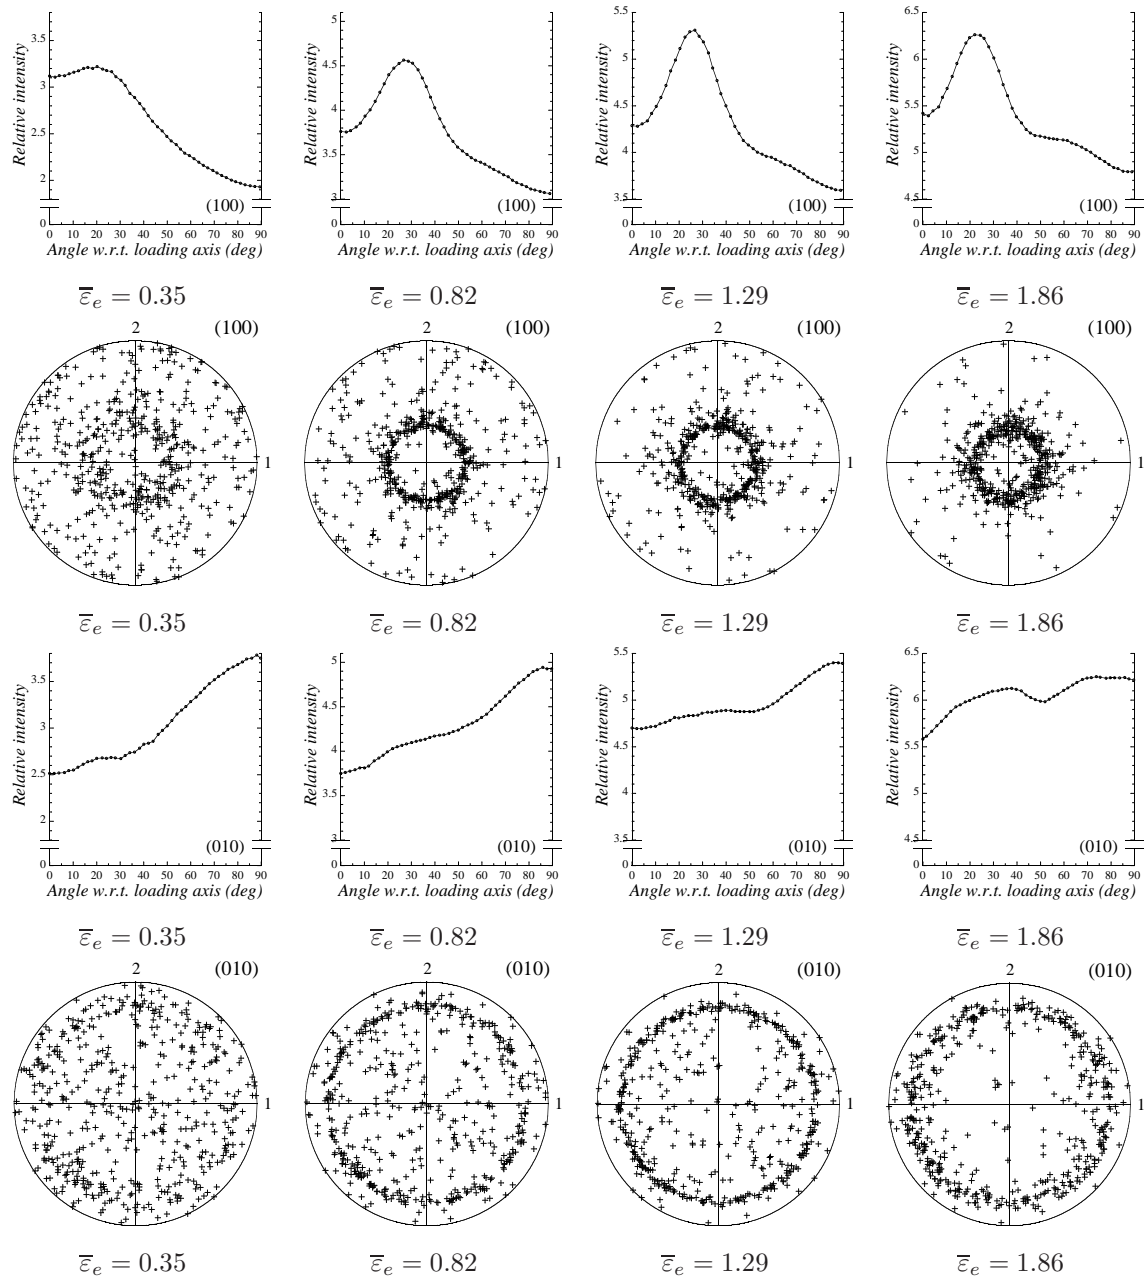 Relative intensity
3.5
3
2.5
2
0
(100)
0 10 20 30 40 50 60 70 80 90
Angle w.r.t. loading axis (deg)
Relative intensity
5
4.5
4
3.5
3
0
(100)
0 10 20 30 40 50 60 70 80 90
Angle w.r.t. loading axis (deg)
Relative intensity
5.5
5
4.5
4
3.5
0
(100)
0 10 20 30 40 50 60 70 80 90
Angle w.r.t. loading axis (deg)
Relative intensity
6.5
6
5.5
5
4.5
0
(100)
0 10 20 30 40 50 60 70 80 90
Angle w.r.t. loading axis (deg)
ε̅e = 0.35
ε̅e = 0.82
ε̅e = 1.29
ε̅e = 1.86
2 (100)
1
2 (100)
1
2 (100)
1
2 (100)
1
ε̅e = 0.35
ε̅e = 0.82
ε̅e = 1.29
ε̅e = 1.86
Relative intensity
3.5
3
2.5
2
0
(010)
0 10 20 30 40 50 60 70 80 90
Angle w.r.t. loading axis (deg)
Relative intensity
5
4.5
4
3.5
3
0
(010)
0 10 20 30 40 50 60 70 80 90
Angle w.r.t. loading axis (deg)
Relative intensity
5.5
5
4.5
4
3.5
0
(010)
0 10 20 30 40 50 60 70 80 90
Angle w.r.t. loading axis (deg)
Relative intensity
6.5
6
5.5
5
4.5
0
(010)
0 10 20 30 40 50 60 70 80 90
Angle w.r.t. loading axis (deg)
ε̅e = 0.35
ε̅e = 0.82
ε̅e = 1.29
ε̅e = 1.86
2 (010)
1
2 (010)
1
2 (010)
1
2 (010)
1
ε̅e = 0.35
ε̅e = 0.82
ε̅e = 1.29
ε̅e = 1.86